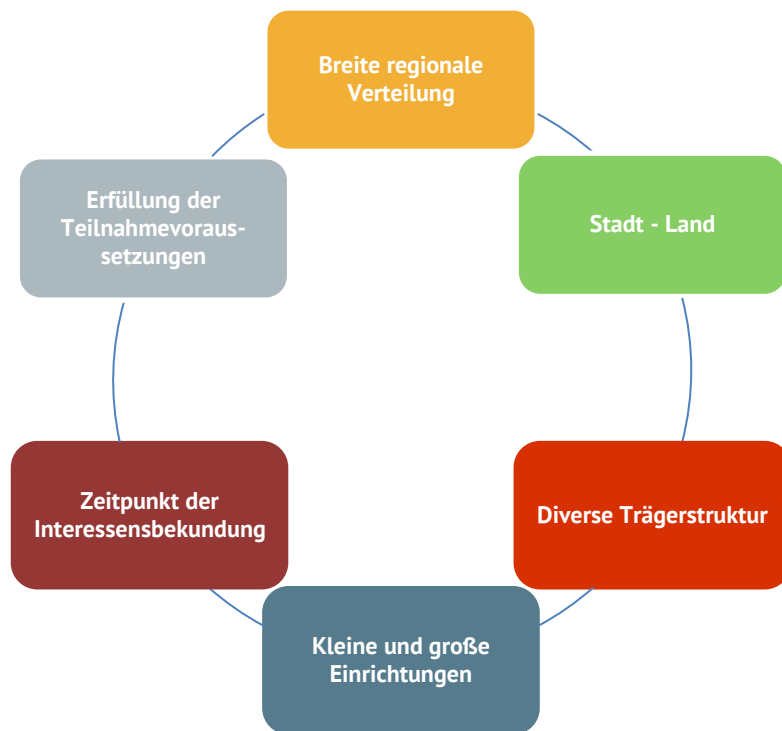 Breite regionale
Verteilung
Stadt - Land
Diverse Trägerstruktur
Kleine und große
Einrichtungen
Zeitpunkt der
Interessensbekundung
Erfüllung der
Teilnahmevoraus-
setzungen